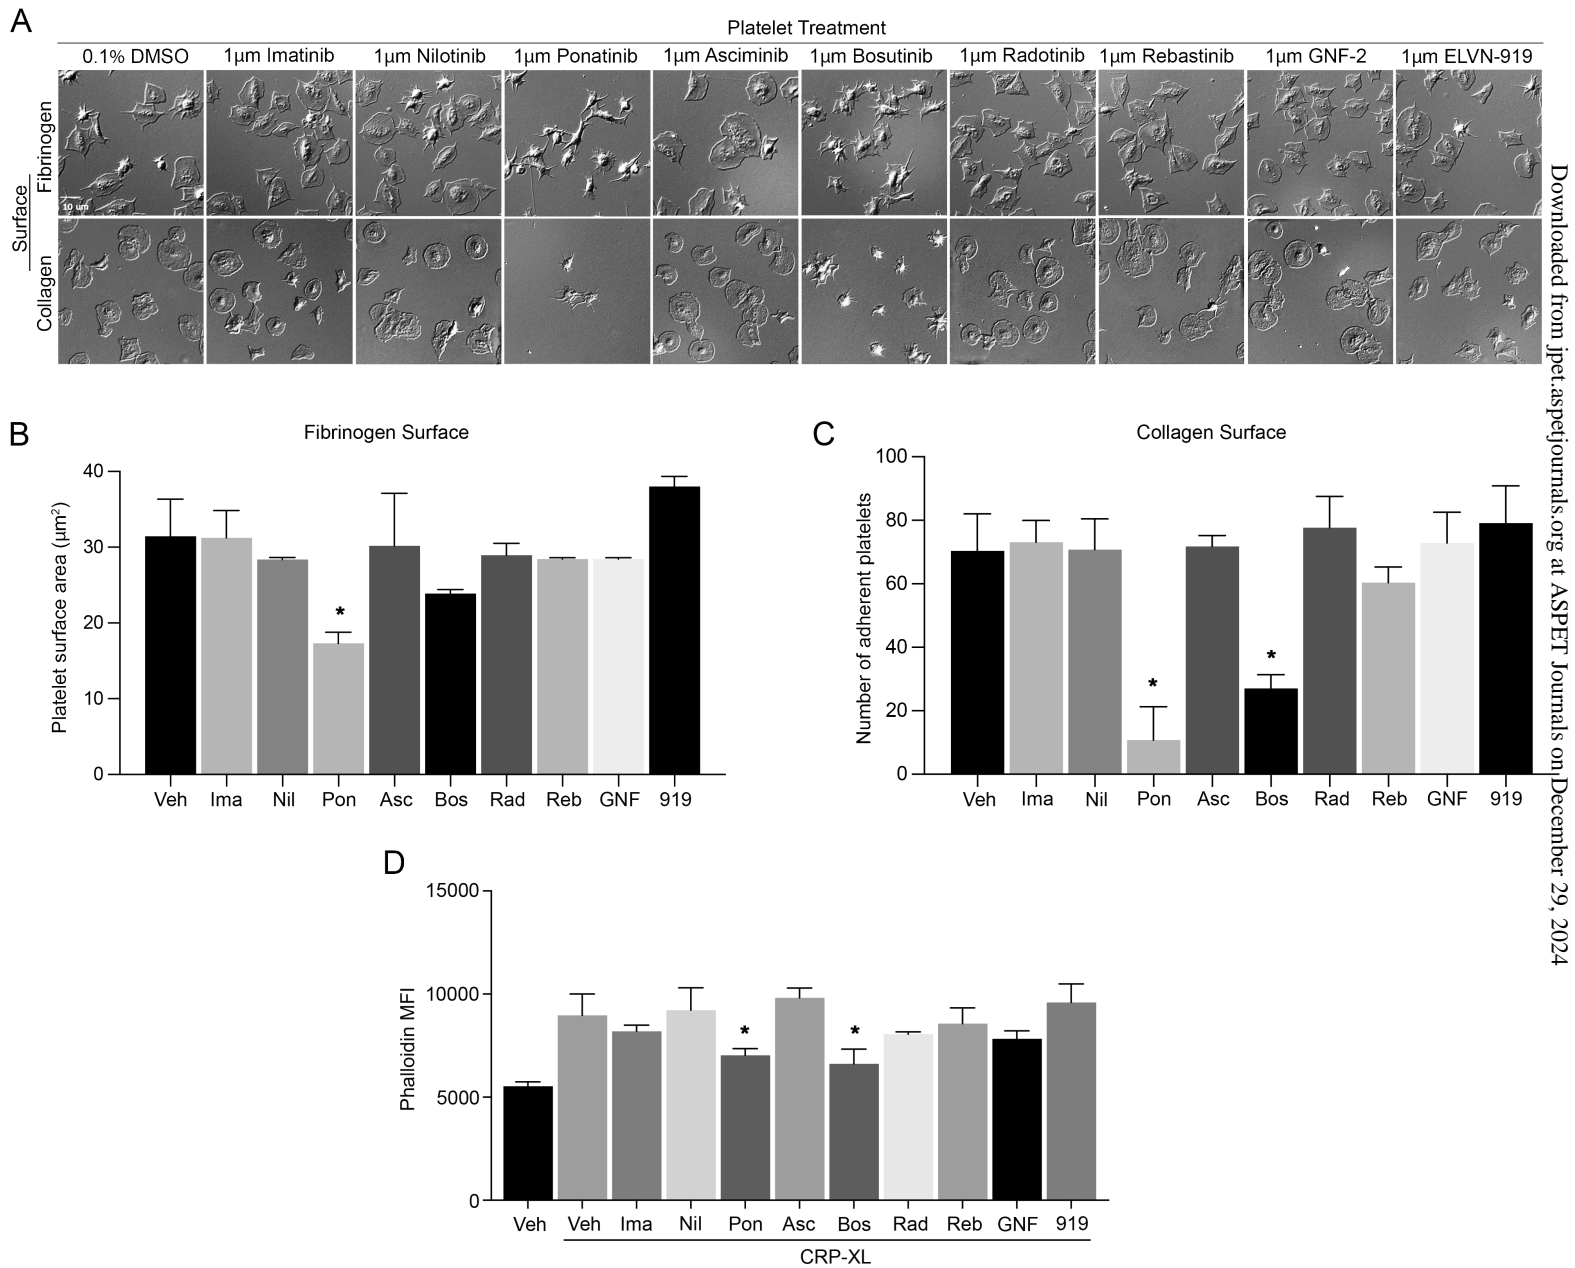 A
Platelet Treatment
0.1% DMSO 1µm Imatinib 1µm Nilotinib 1µm Ponatinib 1µm Asciminib 1µm Bosutinib 1µm Radotinib 1µm Rebastinib 1µm GNF-2 1µm ELVN-919
Surface
Fibrinogen
10 um
Collagen
B
Fibrinogen Surface
Platelet surface area (µm²)
40
30
20
10
0
*
Veh Ima Nil Pon Asc Bos Rad Reb GNF 919
C
Collagen Surface
Number of adherent platelets
100
80
60
40
20
0
*
*
Veh Ima Nil Pon Asc Bos Rad Reb GNF 919
D
Phalloidin MFI
15000
10000
5000
0
* *
Veh Veh Ima Nil Pon Asc Bos Rad Reb GNF 919
CRP-XL
Downloaded from jpet.aspetjournals.org at ASPET Journals on December 29, 2024